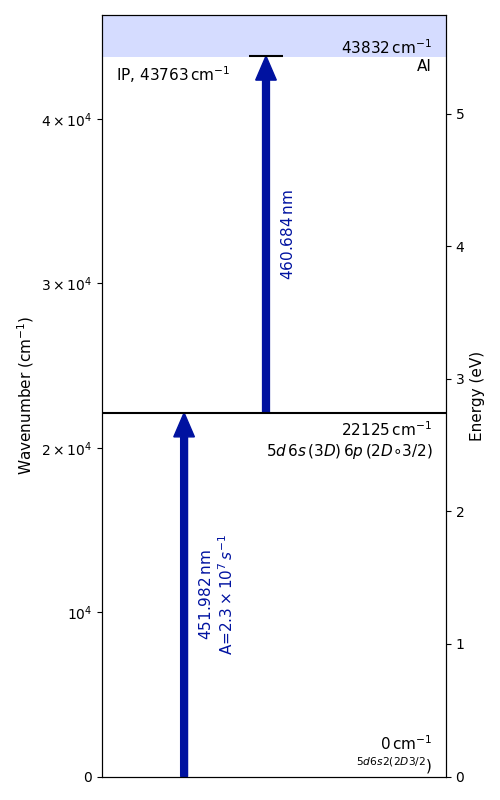 43832 cm⁻¹
AI
IP, 43763 cm⁻¹
4 × 10⁴
3 × 10⁴
2 × 10⁴
10⁴
0
Wavenumber (cm⁻¹)
460.684 nm
22125 cm⁻¹
5d 6s (3D) 6p (2D∘3/2)
451.982 nm
A=2.3 × 10⁷ s⁻¹
0 cm⁻¹
5d6s2(2D3/2)
5
4
3
2
1
0
Energy (eV)